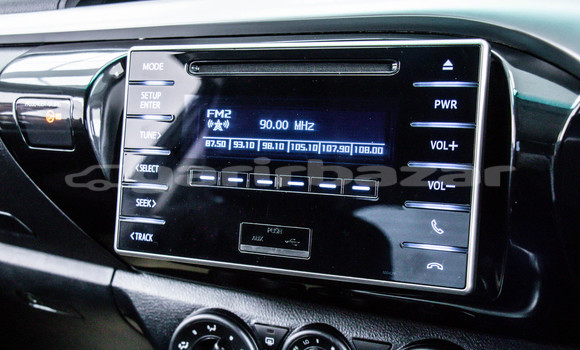 MODE
SETUP
ENTER
TUNE>
<SELECT
SEEK>
<TRACK
FM2
90.00 MHz
87.50 93.10 98.10 105.10 107.90 108.00
PUSH
AUX
PWR
VOL+
VOL−